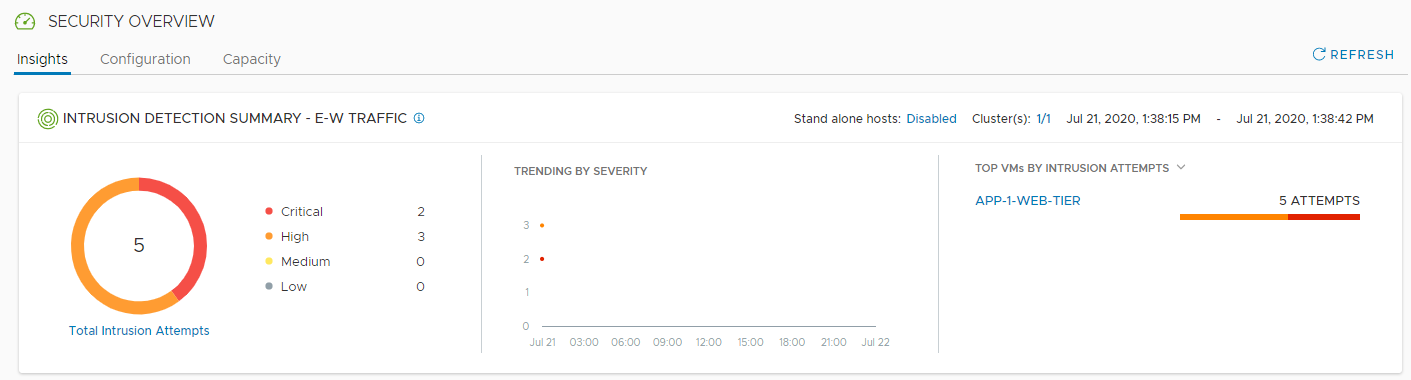 SECURITY OVERVIEW
Insights Configuration Capacity
REFRESH
INTRUSION DETECTION SUMMARY - E-W TRAFFIC
Stand alone hosts: Disabled Cluster(s): 1/1 Jul 21, 2020, 1:38:15 PM - Jul 21, 2020, 1:38:42 PM
5
Total Intrusion Attempts
Critical 2
High 3
Medium 0
Low 0
TRENDING BY SEVERITY
3
2
1
0
Jul 21 03:00 06:00 09:00 12:00 15:00 18:00 21:00 Jul 22
TOP VMs BY INTRUSION ATTEMPTS
APP-1-WEB-TIER 5 ATTEMPTS